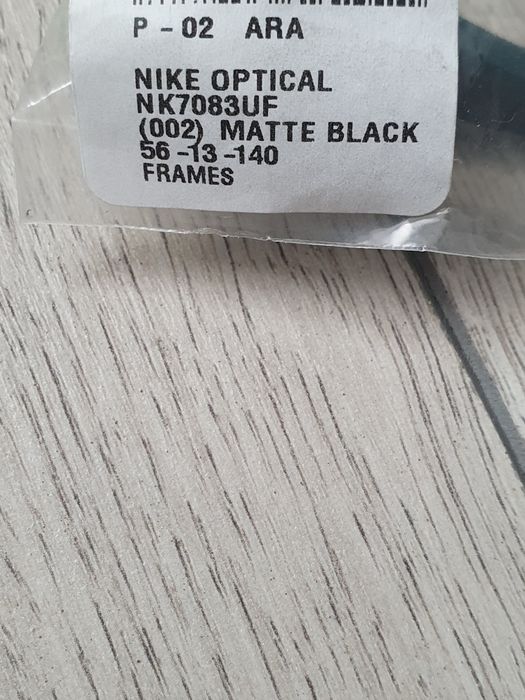 P - 02 ARA
NIKE OPTICAL
NK7083UF
(002) MATTE BLACK
56 -13 -140
FRAMES